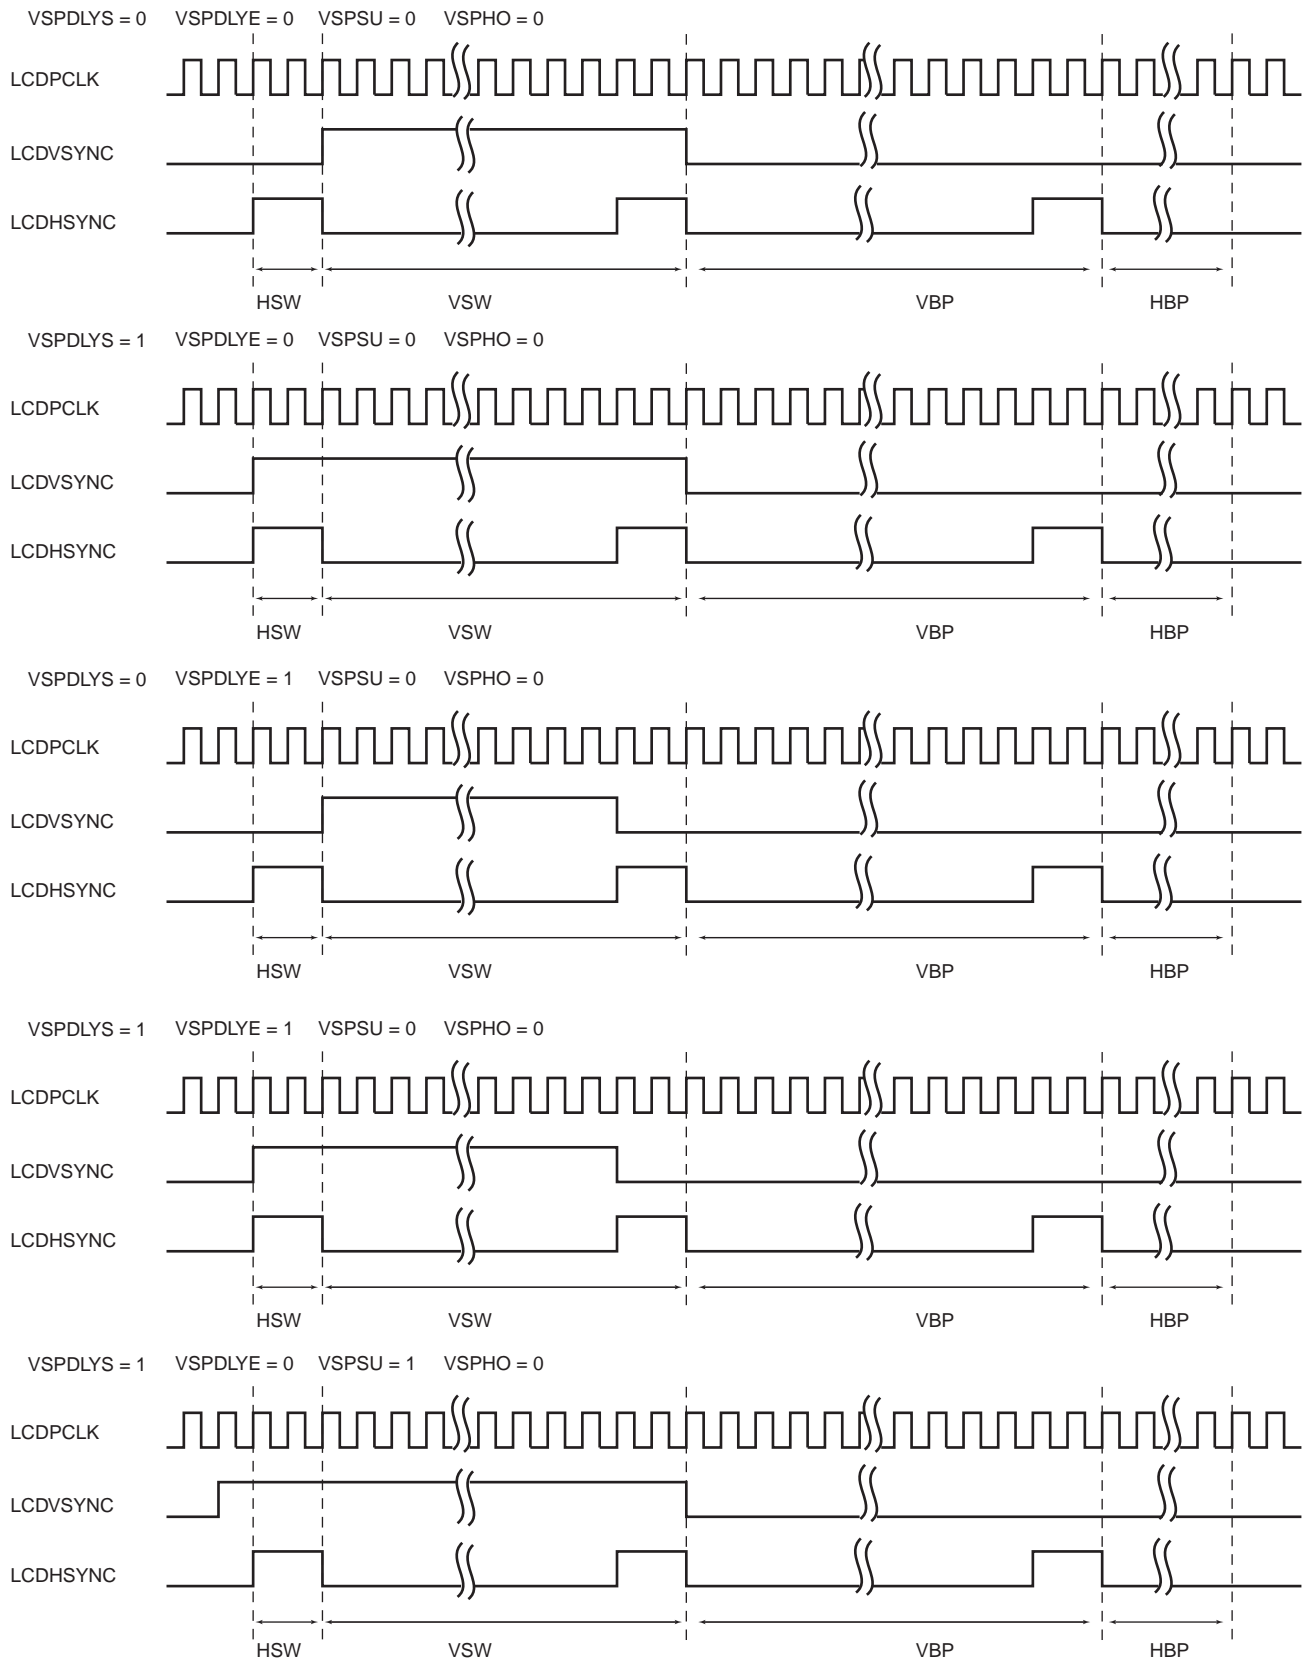 VSPDLYS = 0 VSPDLYE = 0 VSPSU = 0 VSPHO = 0
LCDPCLK
LCDVSYNC
LCDHSYNC
HSW VSW VBP HBP
VSPDLYS = 1 VSPDLYE = 0 VSPSU = 0 VSPHO = 0
LCDPCLK
LCDVSYNC
LCDHSYNC
HSW VSW VBP HBP
VSPDLYS = 0 VSPDLYE = 1 VSPSU = 0 VSPHO = 0
LCDPCLK
LCDVSYNC
LCDHSYNC
HSW VSW VBP HBP
VSPDLYS = 1 VSPDLYE = 1 VSPSU = 0 VSPHO = 0
LCDPCLK
LCDVSYNC
LCDHSYNC
HSW VSW VBP HBP
VSPDLYS = 1 VSPDLYE = 0 VSPSU = 1 VSPHO = 0
LCDPCLK
LCDVSYNC
LCDHSYNC
HSW VSW VBP HBP